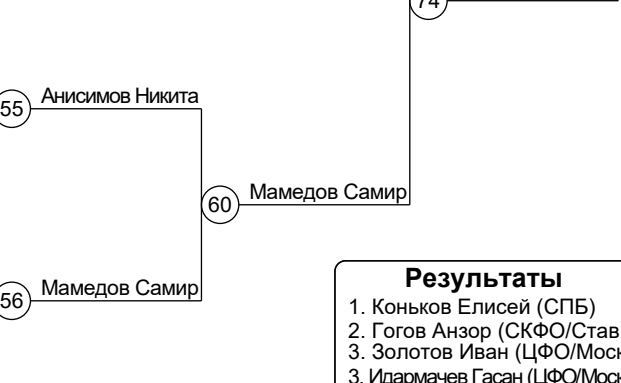 74
Анисимов Никита
55
Мамедов Самир
60
Мамедов Самир
56
Результаты
1. Коньков Елисей (СПБ)
2. Гогов Анзор (СКФО/Став
3. Золотов Иван (ЦФО/Моск
3. Идармачев Гасан (ЦФО/Моск